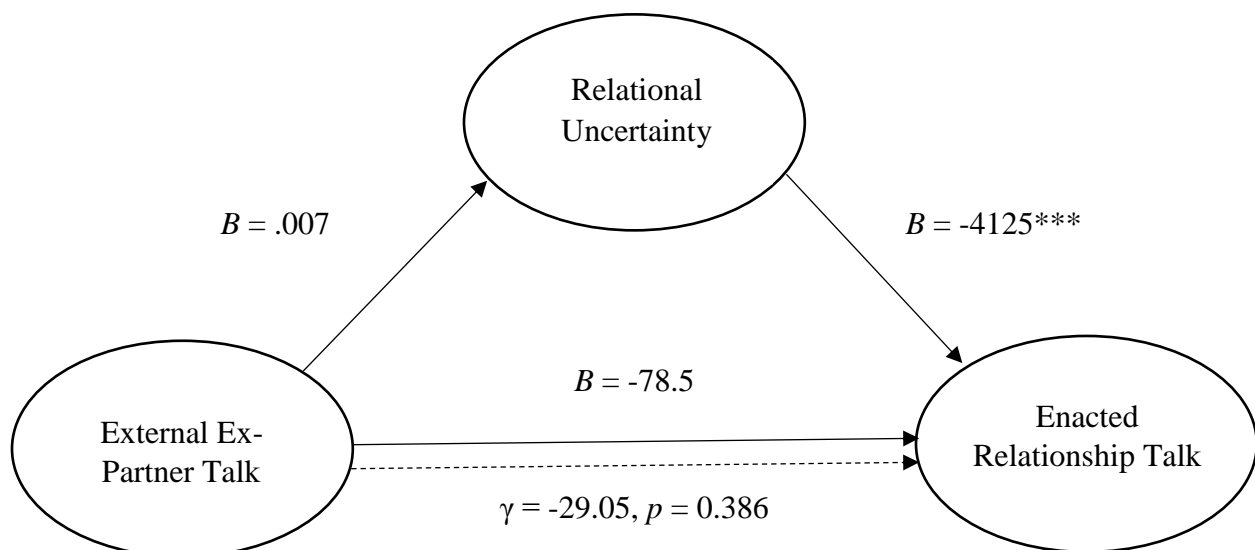 Relational
Uncertainty
B = .007
B = -4125***
B = -78.5
External Ex-
Partner Talk
Enacted
Relationship Talk
γ = -29.05, p = 0.386